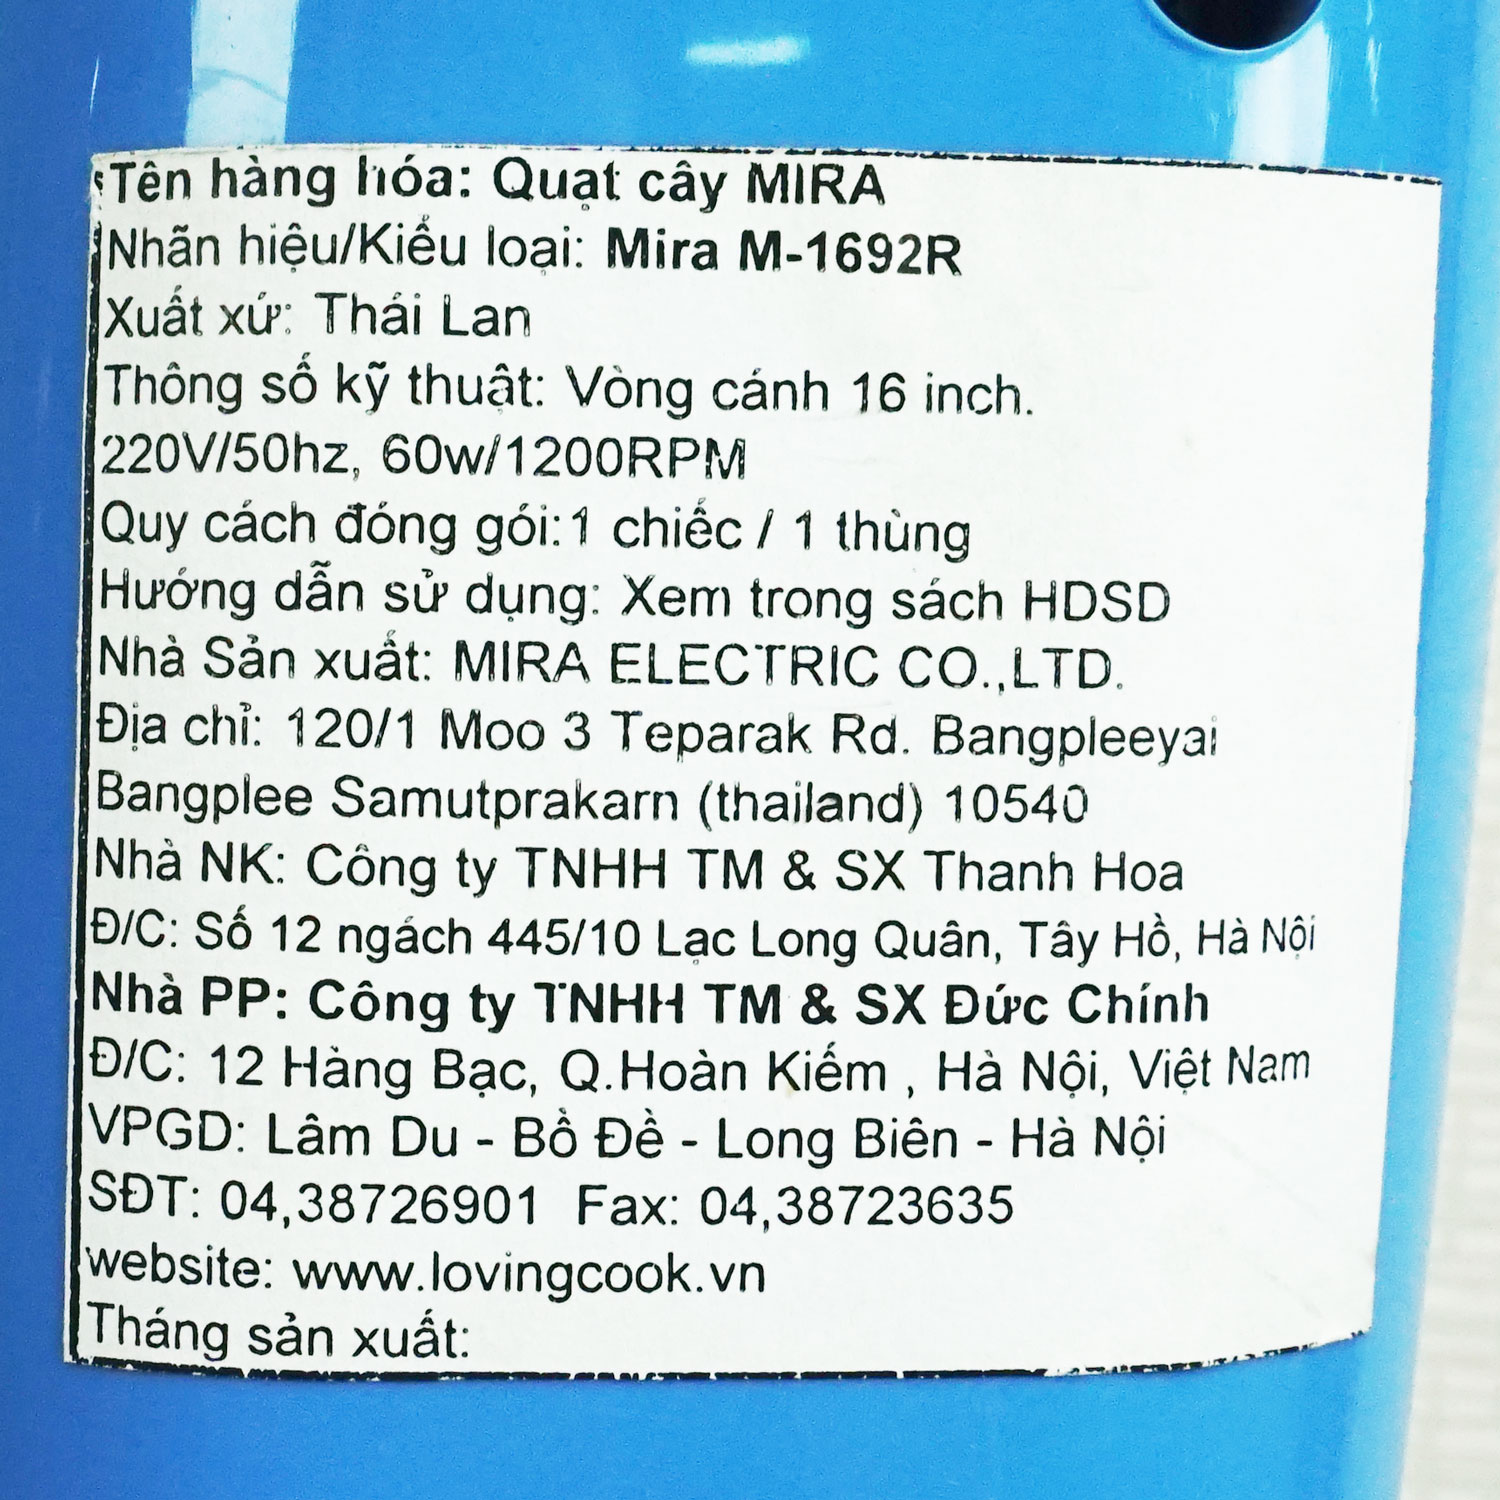 Tên hàng hóa: Quạt cây MIRA
Nhãn hiệu/Kiểu loại: Mira M-1692R
Xuất xứ: Thái Lan
Thông số kỹ thuật: Vòng cánh 16 inch.
220V/50hz, 60w/1200RPM
Quy cách đóng gói:1 chiếc / 1 thùng
Hướng dẫn sử dụng: Xem trong sách HDSD
Nhà Sản xuất: MIRA ELECTRIC CO.,LTD.
Địa chỉ: 120/1 Moo 3 Teparak Rd. Bangpleeyai
Bangplee Samutprakarn (thailand) 10540
Nhà NK: Công ty TNHH TM & SX Thanh Hoa
Đ/C: Số 12 ngách 445/10 Lạc Long Quân, Tây Hồ, Hà Nội
Nhà PP: Công ty TNHH TM & SX Đức Chính
Đ/C: 12 Hàng Bạc, Q.Hoàn Kiếm , Hà Nội, Việt Nam
VPGD: Lâm Du - Bồ Đề - Long Biên - Hà Nội
SĐT: 04,38726901 Fax: 04,38723635
website: www.lovingcook.vn
Tháng sản xuất: